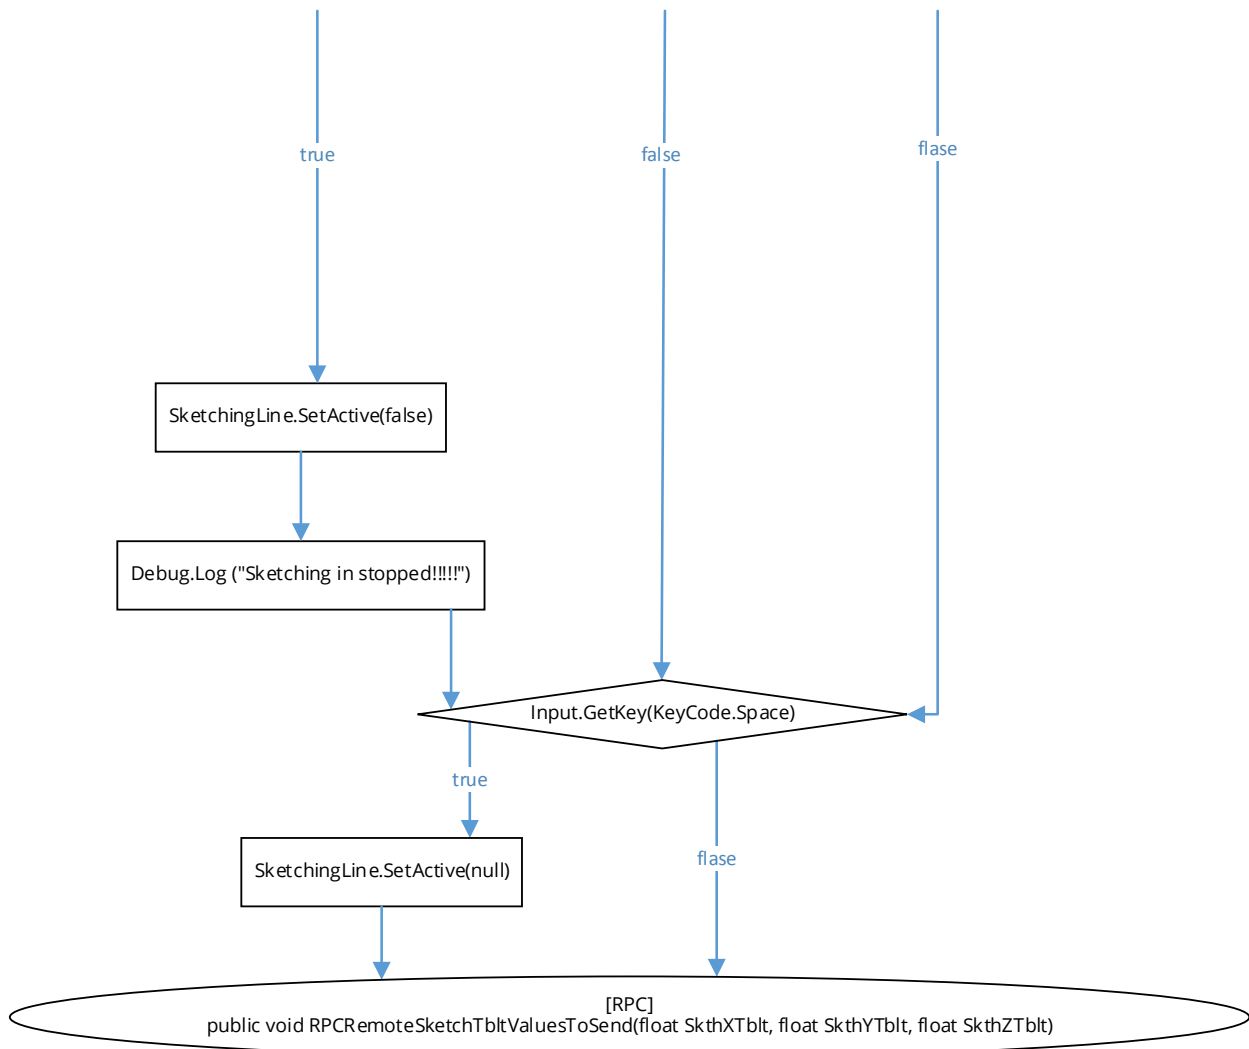 true
false
flase
SketchingLine.SetActive(false)
Debug.Log ("Sketching in stopped!!!!!")
Input.GetKey(KeyCode.Space)
true
flase
SketchingLine.SetActive(null)
[RPC]
public void RPCRemoteSketchTbltValuesToSend(float SkthXTblt, float SkthYTblt, float SkthZTblt)